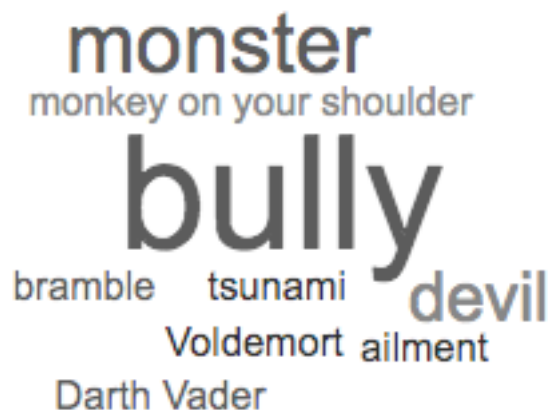 monster
monkey on your shoulder
bully
bramble tsunami devil
Voldemort ailment
Darth Vader